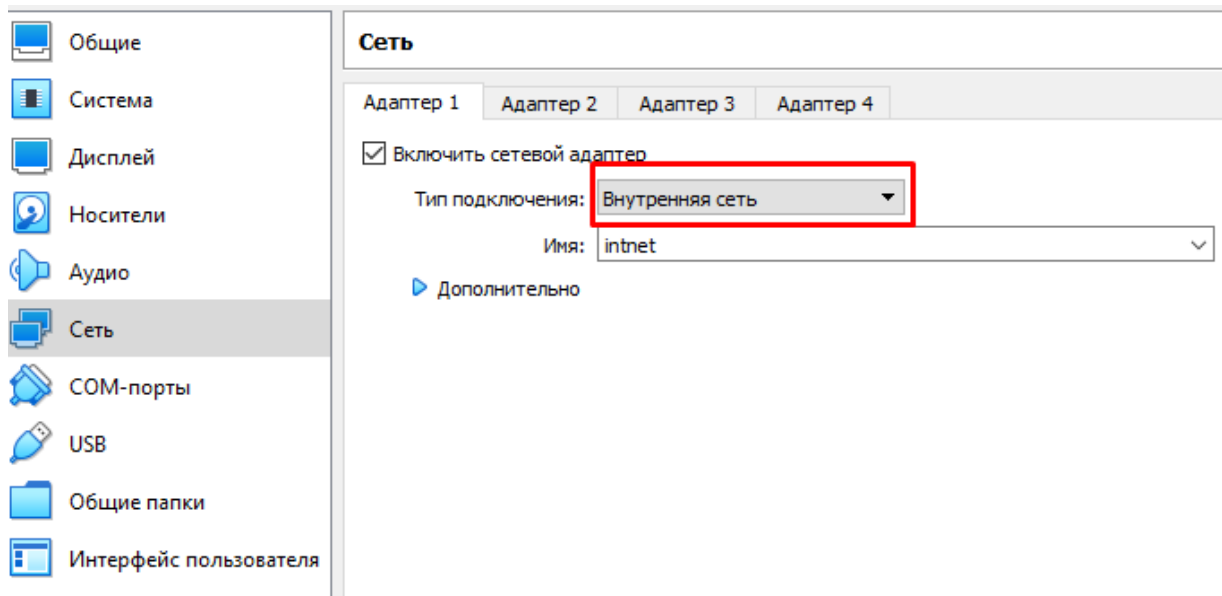 Общие
Система
Дисплей
Носители
Аудио
Сеть
COM-порты
USB
Общие папки
Интерфейс пользователя
Сеть
Адаптер 1 Адаптер 2 Адаптер 3 Адаптер 4
Включить сетевой адаптер
Тип подключения: Внутренняя сеть
Имя: intnet
Дополнительно